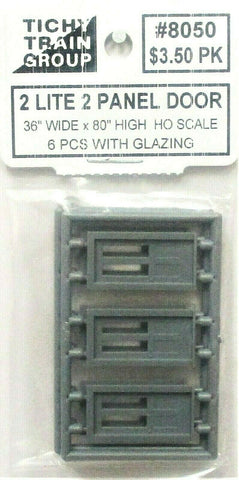 TICHY
TRAIN
GROUP
#8050
$3.50 PK
2 LITE 2 PANEL DOOR
36" WIDE x 80" HIGH HO SCALE
6 PCS WITH GLAZING